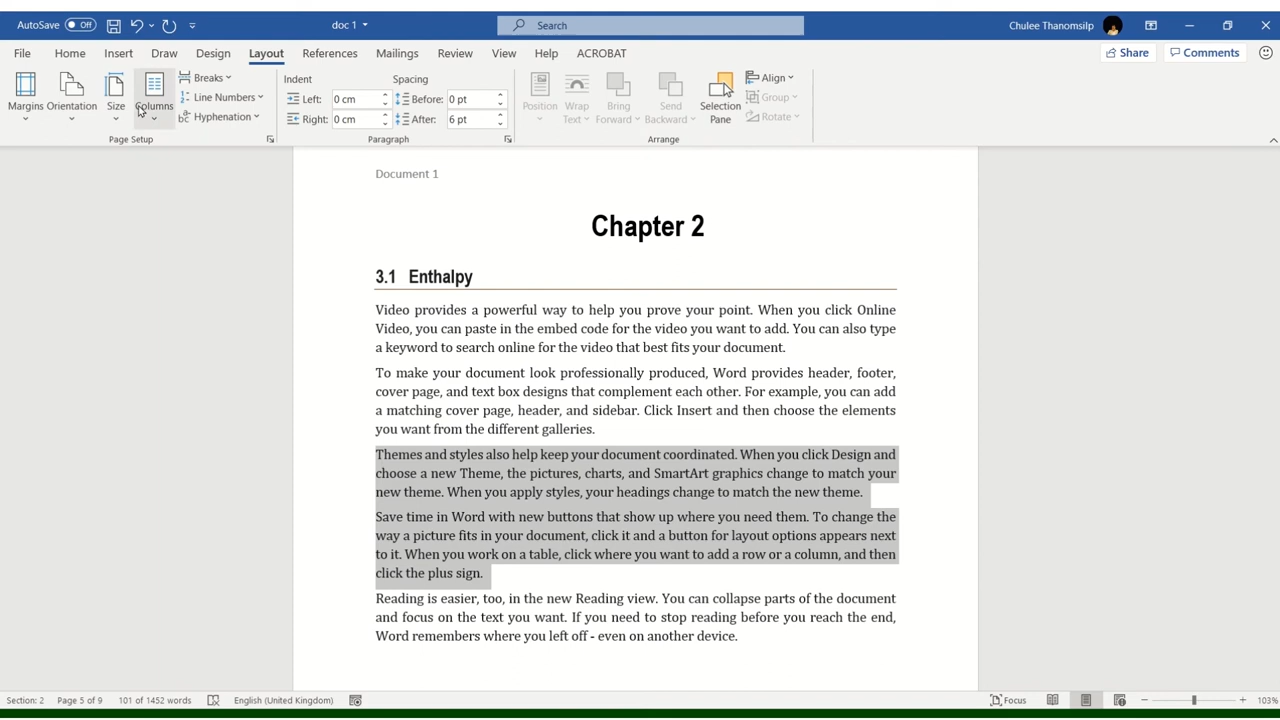 AutoSave Off doc 1 Search Chulee Thanomsilp
File Home Insert Draw Design Layout References Mailings Review View Help ACROBAT Share Comments
Margins Orientation Size Columns Breaks Line Numbers Hyphenation
Page Setup
Indent Spacing
Left: 0 cm Before: 0 pt
Right: 0 cm After: 6 pt
Paragraph
Position Wrap Text Bring Forward Send Backward Selection Pane Align Group Rotate
Arrange
Document 1
Chapter 2
3.1 Enthalpy
Video provides a powerful way to help you prove your point. When you click Online
Video, you can paste in the embed code for the video you want to add. You can also type
a keyword to search online for the video that best fits your document.
To make your document look professionally produced, Word provides header, footer,
cover page, and text box designs that complement each other. For example, you can add
a matching cover page, header, and sidebar. Click Insert and then choose the elements
you want from the different galleries.
Themes and styles also help keep your document coordinated. When you click Design and
choose a new Theme, the pictures, charts, and SmartArt graphics change to match your
new theme. When you apply styles, your headings change to match the new theme.
Save time in Word with new buttons that show up where you need them. To change the
way a picture fits in your document, click it and a button for layout options appears next
to it. When you work on a table, click where you want to add a row or a column, and then
click the plus sign.
Reading is easier, too, in the new Reading view. You can collapse parts of the document
and focus on the text you want. If you need to stop reading before you reach the end,
Word remembers where you left off - even on another device.
Section: 2 Page 5 of 9 101 of 1452 words English (United Kingdom) Focus 103%